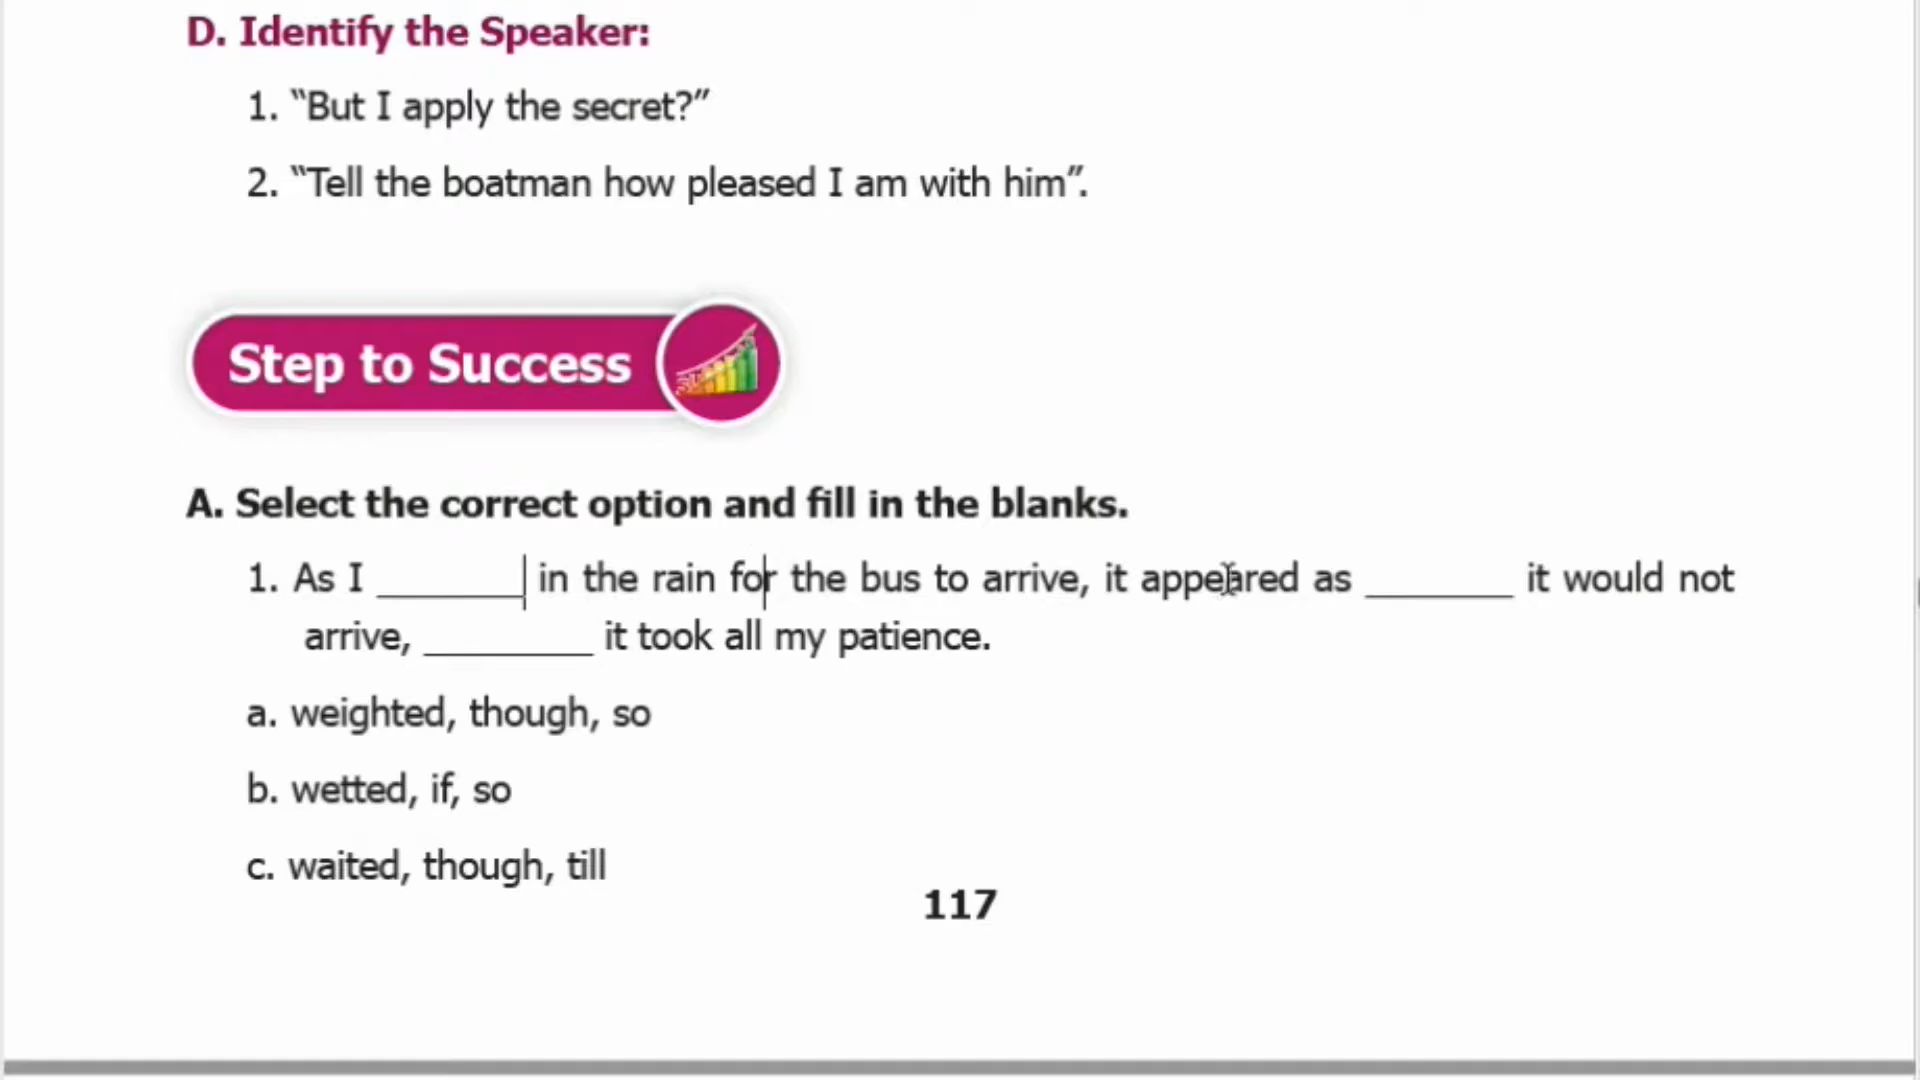 D. Identify the Speaker:
1. “But I apply the secret?”
2. “Tell the boatman how pleased I am with him”.
Step to Success
A. Select the correct option and fill in the blanks.
1. As I ________ in the rain for the bus to arrive, it appeared as ________ it would not
arrive, _________ it took all my patience.
a. weighted, though, so
b. wetted, if, so
c. waited, though, till
117